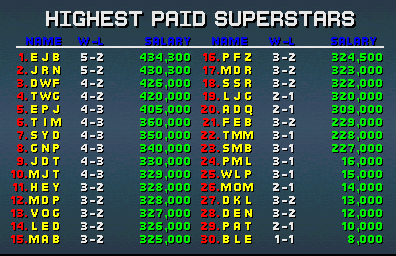 HIGHEST PAID SUPERSTARS
NAME W-L SALARY NAME W-L SALARY
1. EJB 5-2 434,300 16. PFZ 3-2 324,500
2. JRN 5-2 430,300 17. MDR 3-2 323,000
3. DWF 4-2 425,000 18. SSR 3-2 322,000
4. TWG 4-2 420,000 19. LJG 2-1 320,000
5. EPJ 4-3 405,000 20. ADQ 2-1 309,000
6. TIM 4-3 350,000 21. FEB 3-2 229,000
7. SYD 4-3 350,000 22. TMM 3-1 228,000
8. GNP 4-3 340,000 23. SMB 3-1 227,000
9. JDT 4-3 330,000 24. PML 3-1 16,000
10. MJT 4-3 329,000 25. WLP 3-1 15,000
11. HEY 3-2 328,000 26. MOM 2-1 14,000
12. MDP 3-2 328,000 27. DKL 3-2 13,000
13. VOG 3-2 327,000 28. DEN 3-2 12,000
14. LED 3-2 326,000 29. PAT 2-1 10,000
15. MAB 3-2 325,000 30. BLE 1-1 8,000